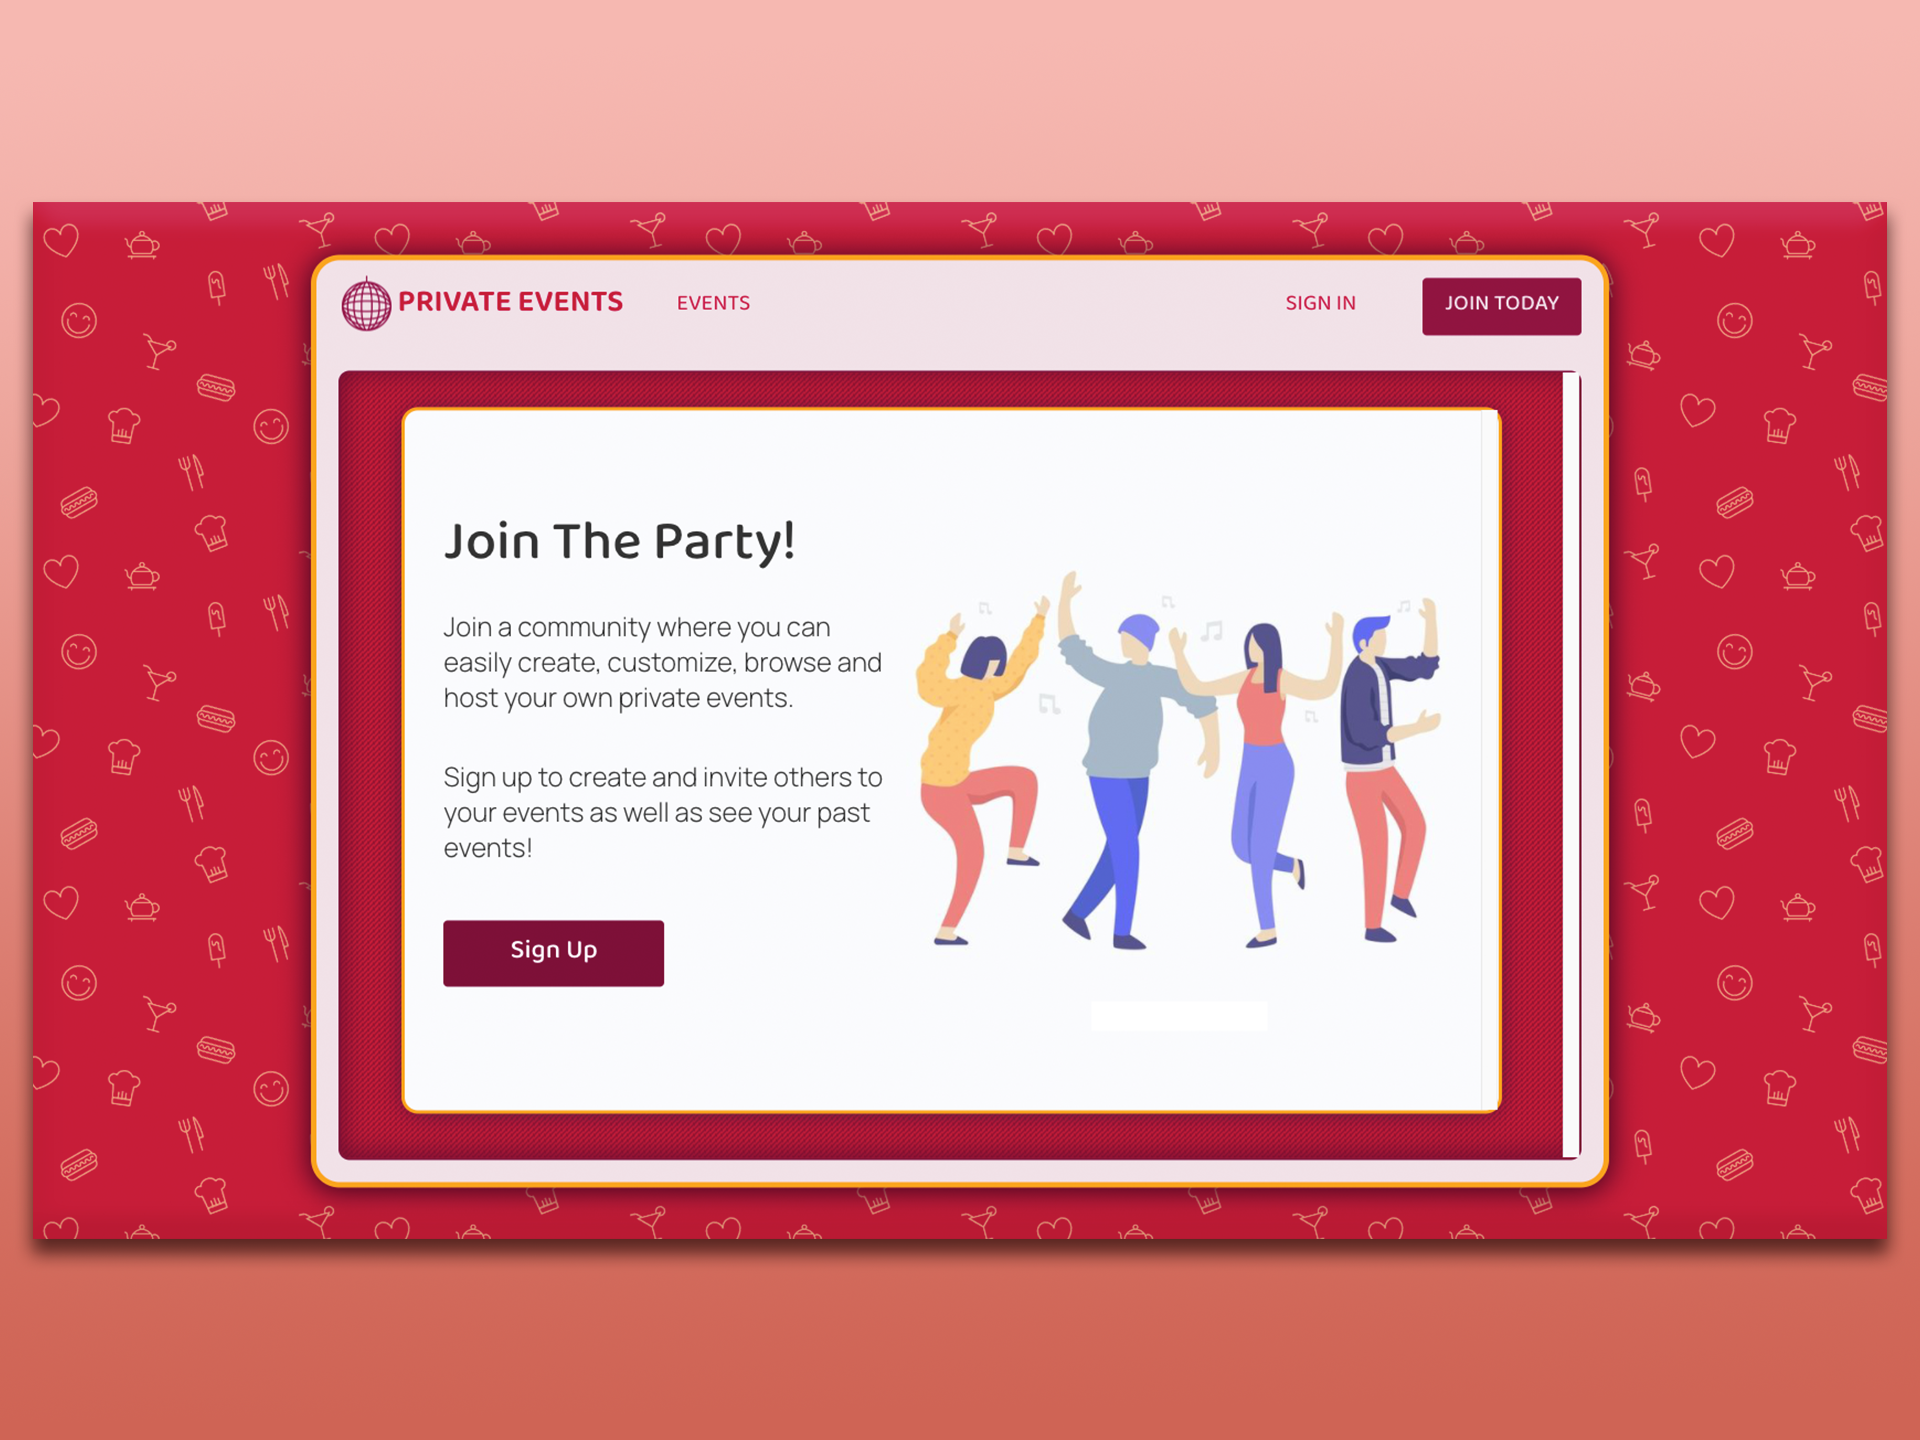 PRIVATE EVENTS
EVENTS
SIGN IN
JOIN TODAY
Join The Party!
Join a community where you can
easily create, customize, browse and
host your own private events.
Sign up to create and invite others to
your events as well as see your past
events!
Sign Up